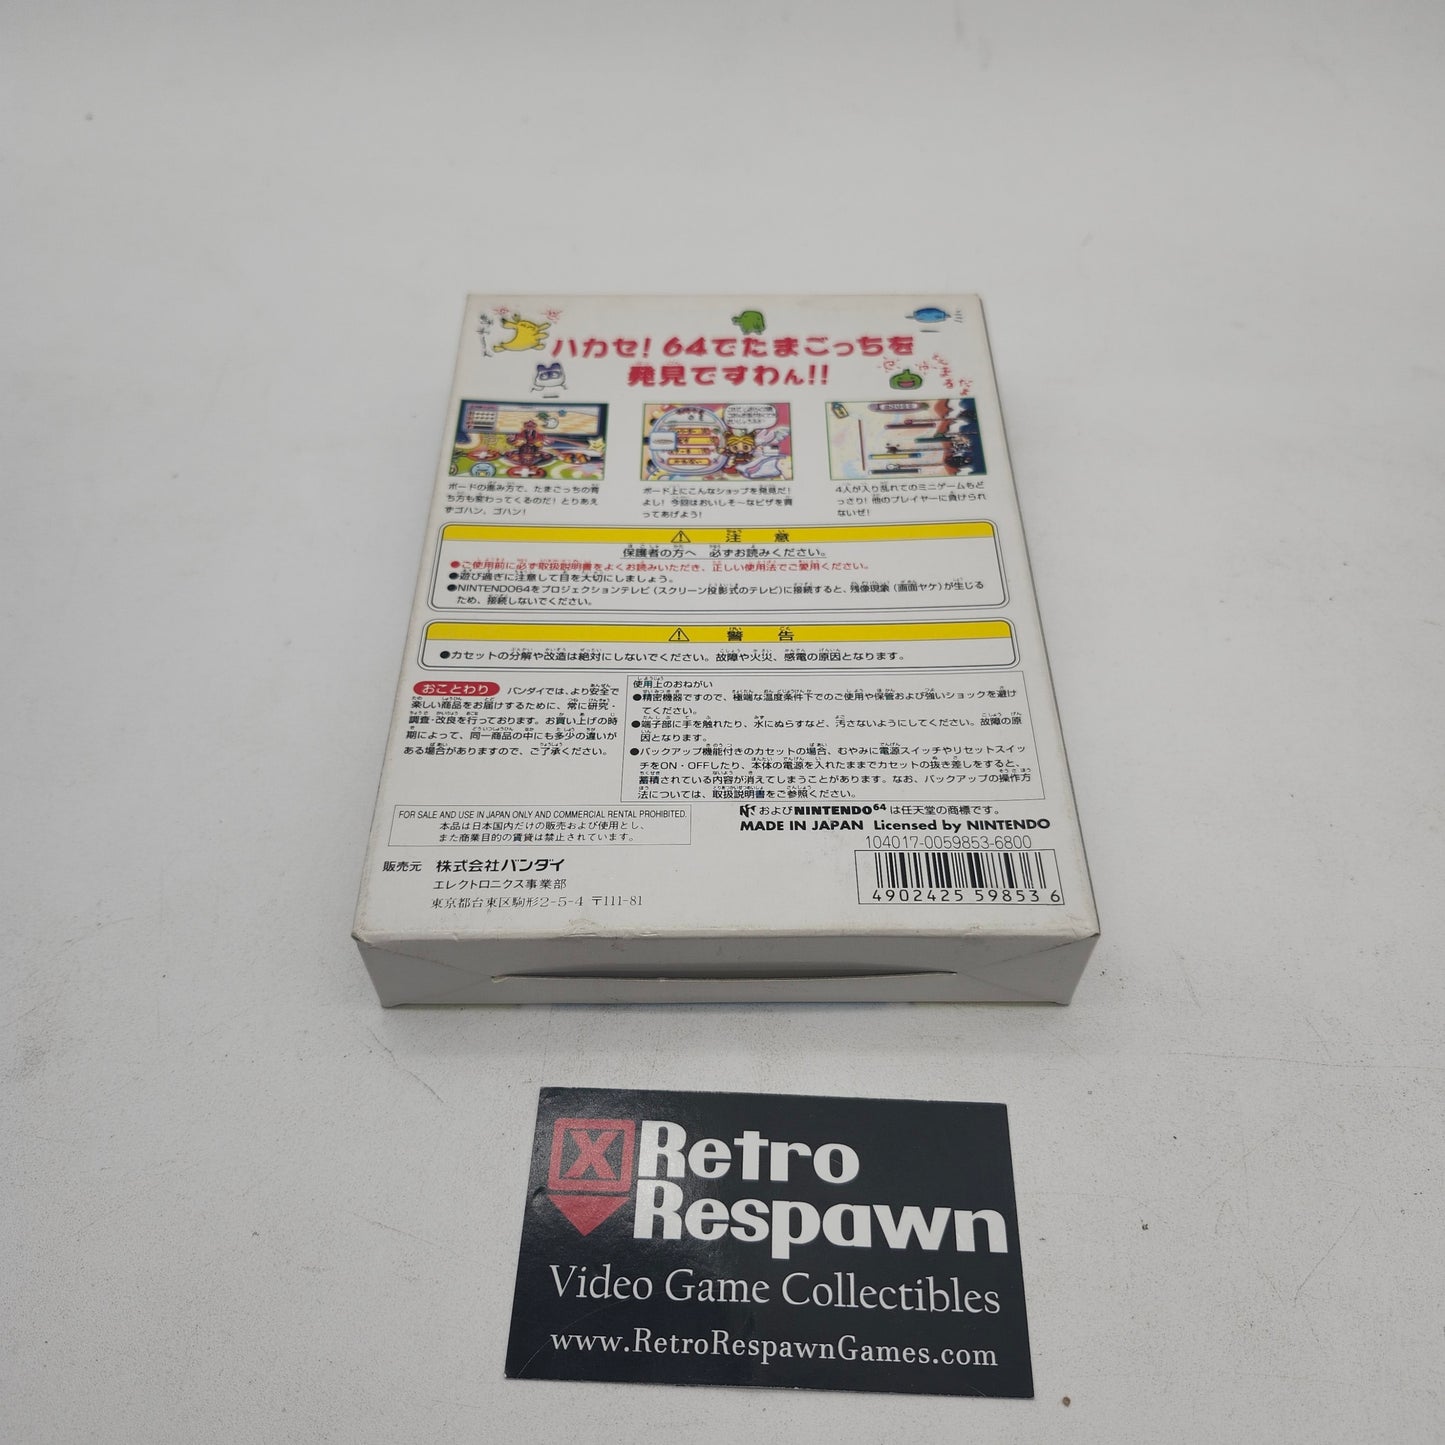 ハカセ! 64でたまごっちを
発見ですわん!!
ボードの進み方で、たまごっちの育
ち方も変わってくるのだ! とりあえ
ずゴハン、ゴハン!
ボード上にこんなショップを発見だ!
よし! 今回はおいしそ〜なピザを買
ってあげよう!
4人が入り乱れてのミニゲームもど
っさり! 他のプレイヤーに負けられ
ないぜ!
注意
保護者の方へ 必ずお読みください。
●ご使用前に必ず取扱説明書をよくお読みいただき、正しい使用法でご愛用ください。
●遊び過ぎに注意して目を大切にしましょう。
●NINTENDO64をプロジェクションテレビ(スクリーン投影式のテレビ)に接続すると、残像現象(画面ヤケ)が生じる
ため、接続しないでください。
警告
●カセットの分解や改造は絶対にしないでください。故障や火災、感電の原因となります。
おことわり バンダイでは、より安全で
楽しい商品をお届けするために、常に研究・
調査・改良を行っております。お買い上げの時
期によって、同一商品の中にも多少の違いが
ある場合がありますので、ご了承ください。
使用上のおねがい
●精密機器ですので、極端な温度条件下でのご使用や保管および強いショックを避け
てください。
●端子部に手を触れたり、水にぬらすなど、汚さないようにしてください。故障の原
因となります。
●バックアップ機能付きのカセットの場合、むやみに電源スイッチやリセットスイッ
チをON・OFFしたり、本体の電源を入れたままでカセットの抜き差しをすると、
蓄積されている内容が消えてしまうことがあります。なお、バックアップの操作方
法については、取扱説明書をご参照ください。
FOR SALE AND USE IN JAPAN ONLY AND COMMERCIAL RENTAL PROHIBITED.
本品は日本国内だけの販売および使用とし、
また商業目的の賃貸は禁止されています。
およびNINTENDO64は任天堂の商標です。
MADE IN JAPAN Licensed by NINTENDO
104017-0059853-6800
4902425 59853 6
販売元 株式会社バンダイ
エレクトロニクス事業部
東京都台東区駒形2-5-4 〒111-81
X Retro
Respawn
Video Game Collectibles
www.RetroRespawnGames.com